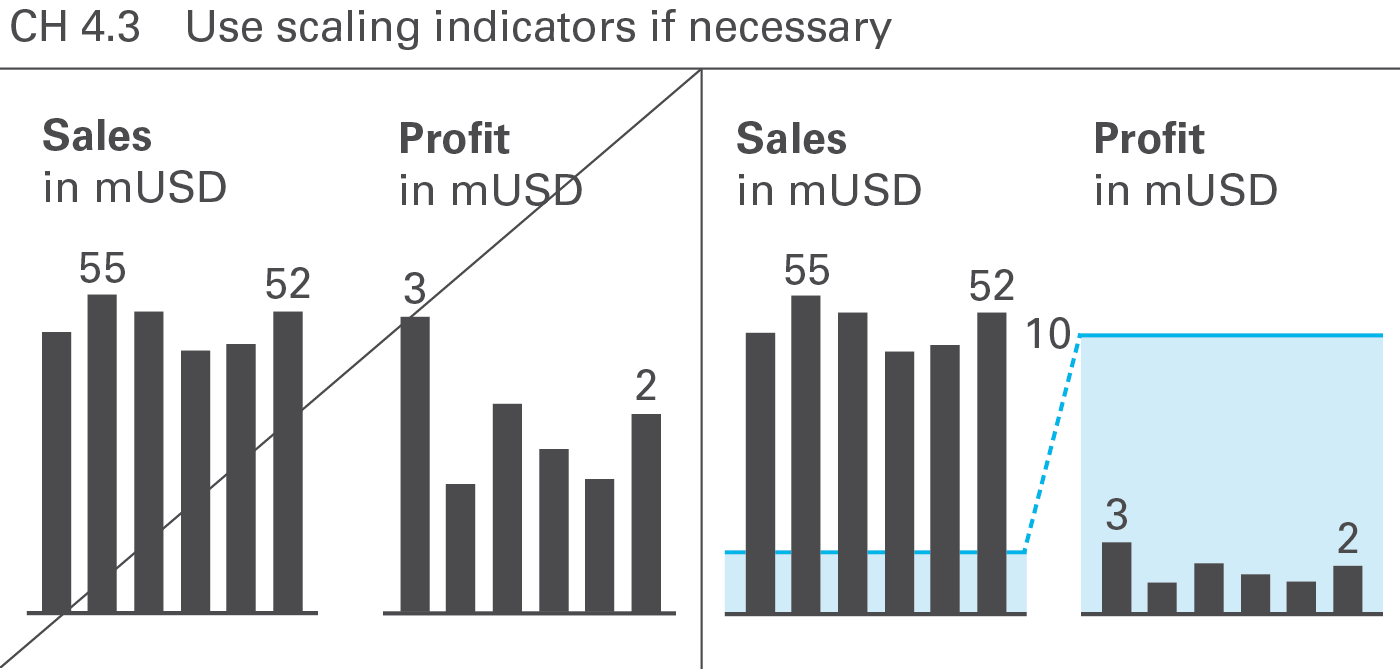 CH 4.3 Use scaling indicators if necessary
Sales
in mUSD
55
52
Profit
in mUSD
3
2
Sales
in mUSD
55
52
10
Profit
in mUSD
3
2